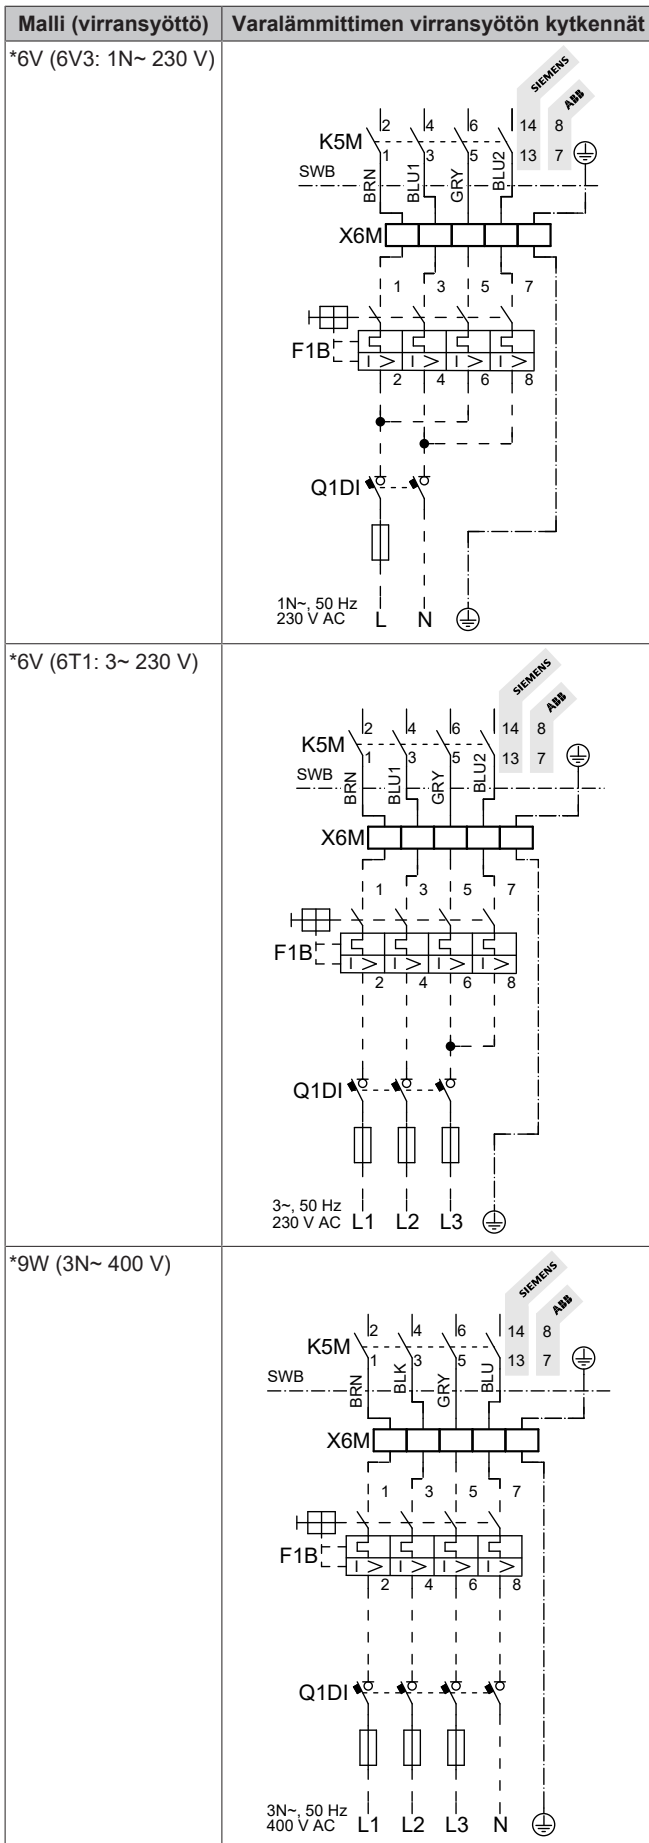 Malli (virransyöttö) Varalämmittimen virransyötön kytkennät
*6V (6V3: 1N~ 230 V)
SIEMENS
ABB
2 4 6 14 8
K5M
1 3 5 13 7
SWB
BRN BLU1 GRY BLU2
X6M
1 3 5 7
F1B
I> I> I> I>
2 4 6 8
Q1DI
1N~, 50 Hz
230 V AC L N
*6V (6T1: 3~ 230 V)
SIEMENS
ABB
2 4 6 14 8
K5M
1 3 5 13 7
SWB
BRN BLU1 GRY BLU2
X6M
1 3 5 7
F1B
I> I> I> I>
2 4 6 8
Q1DI
3~, 50 Hz
230 V AC L1 L2 L3
*9W (3N~ 400 V)
SIEMENS
ABB
2 4 6 14 8
K5M
1 3 5 13 7
SWB
BRN BLK GRY BLU
X6M
1 3 5 7
F1B
I> I> I> I>
2 4 6 8
Q1DI
3N~, 50 Hz
400 V AC L1 L2 L3 N